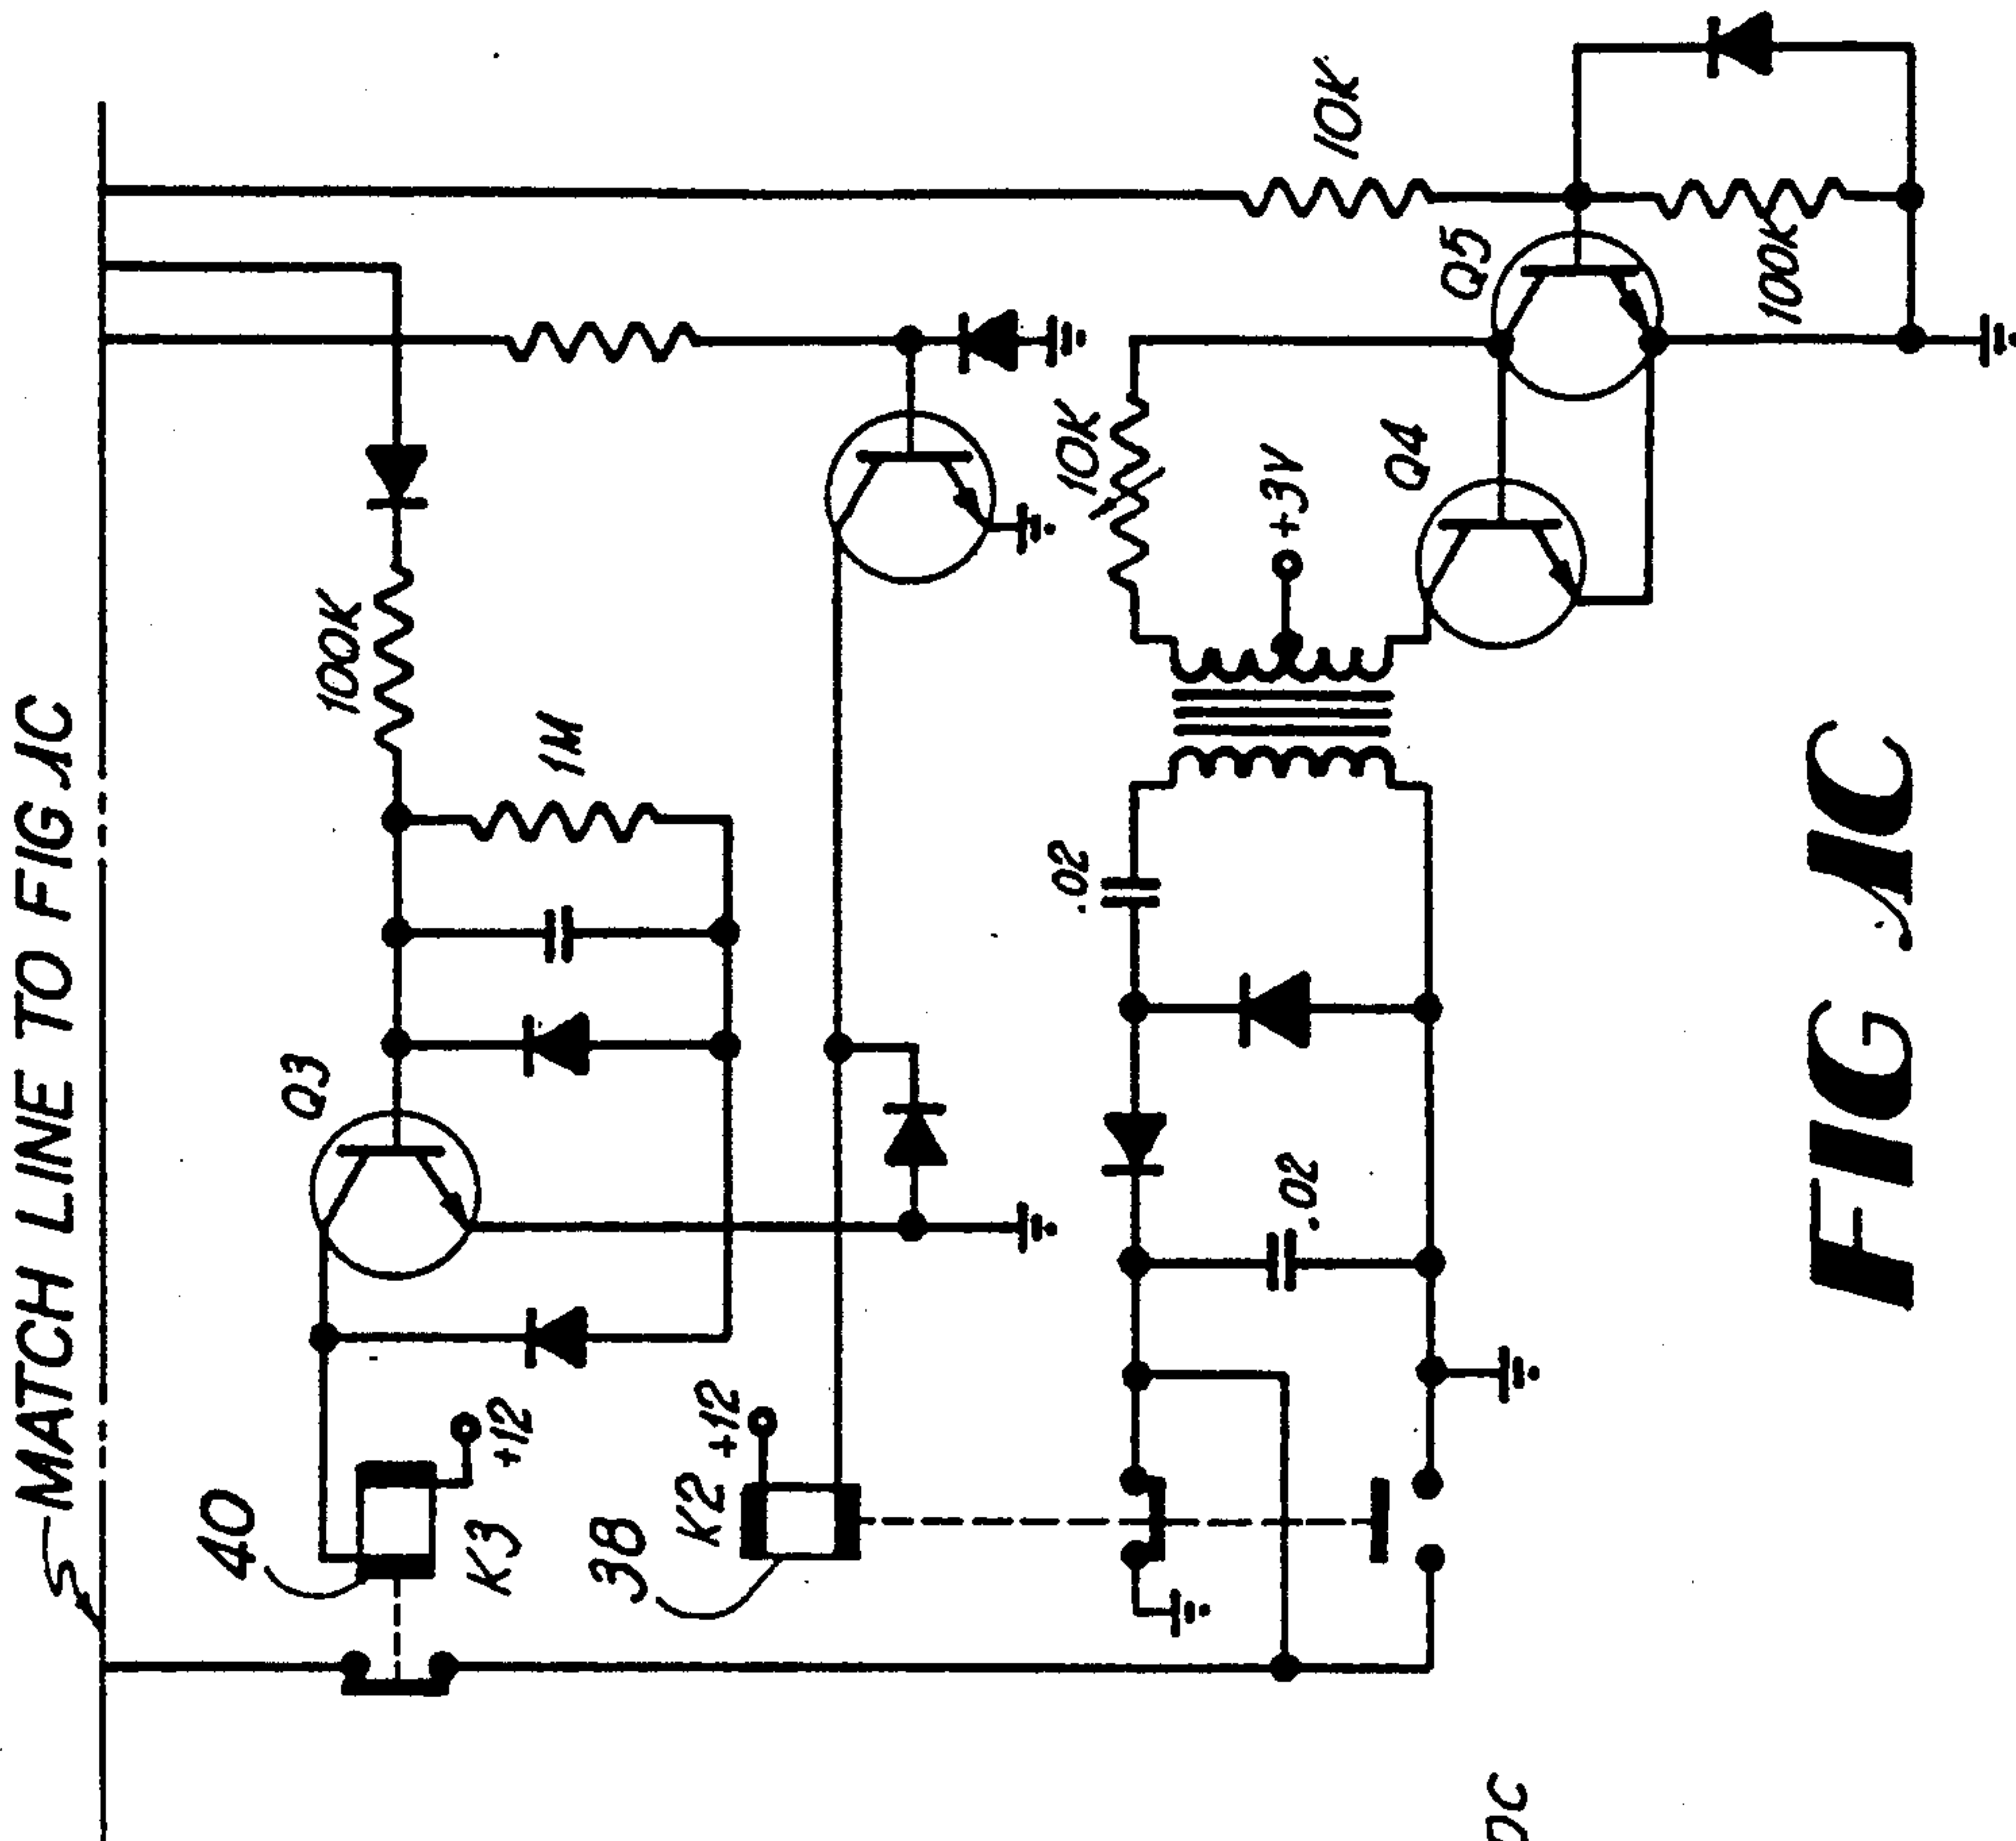 MATCH LINE TO FIG 1C
S
40
K3
+12
Q3
100K
1M
38
K2
+12
.02
.02
10K
+3V
Q4
Q5
10K
100K
FIG 1C